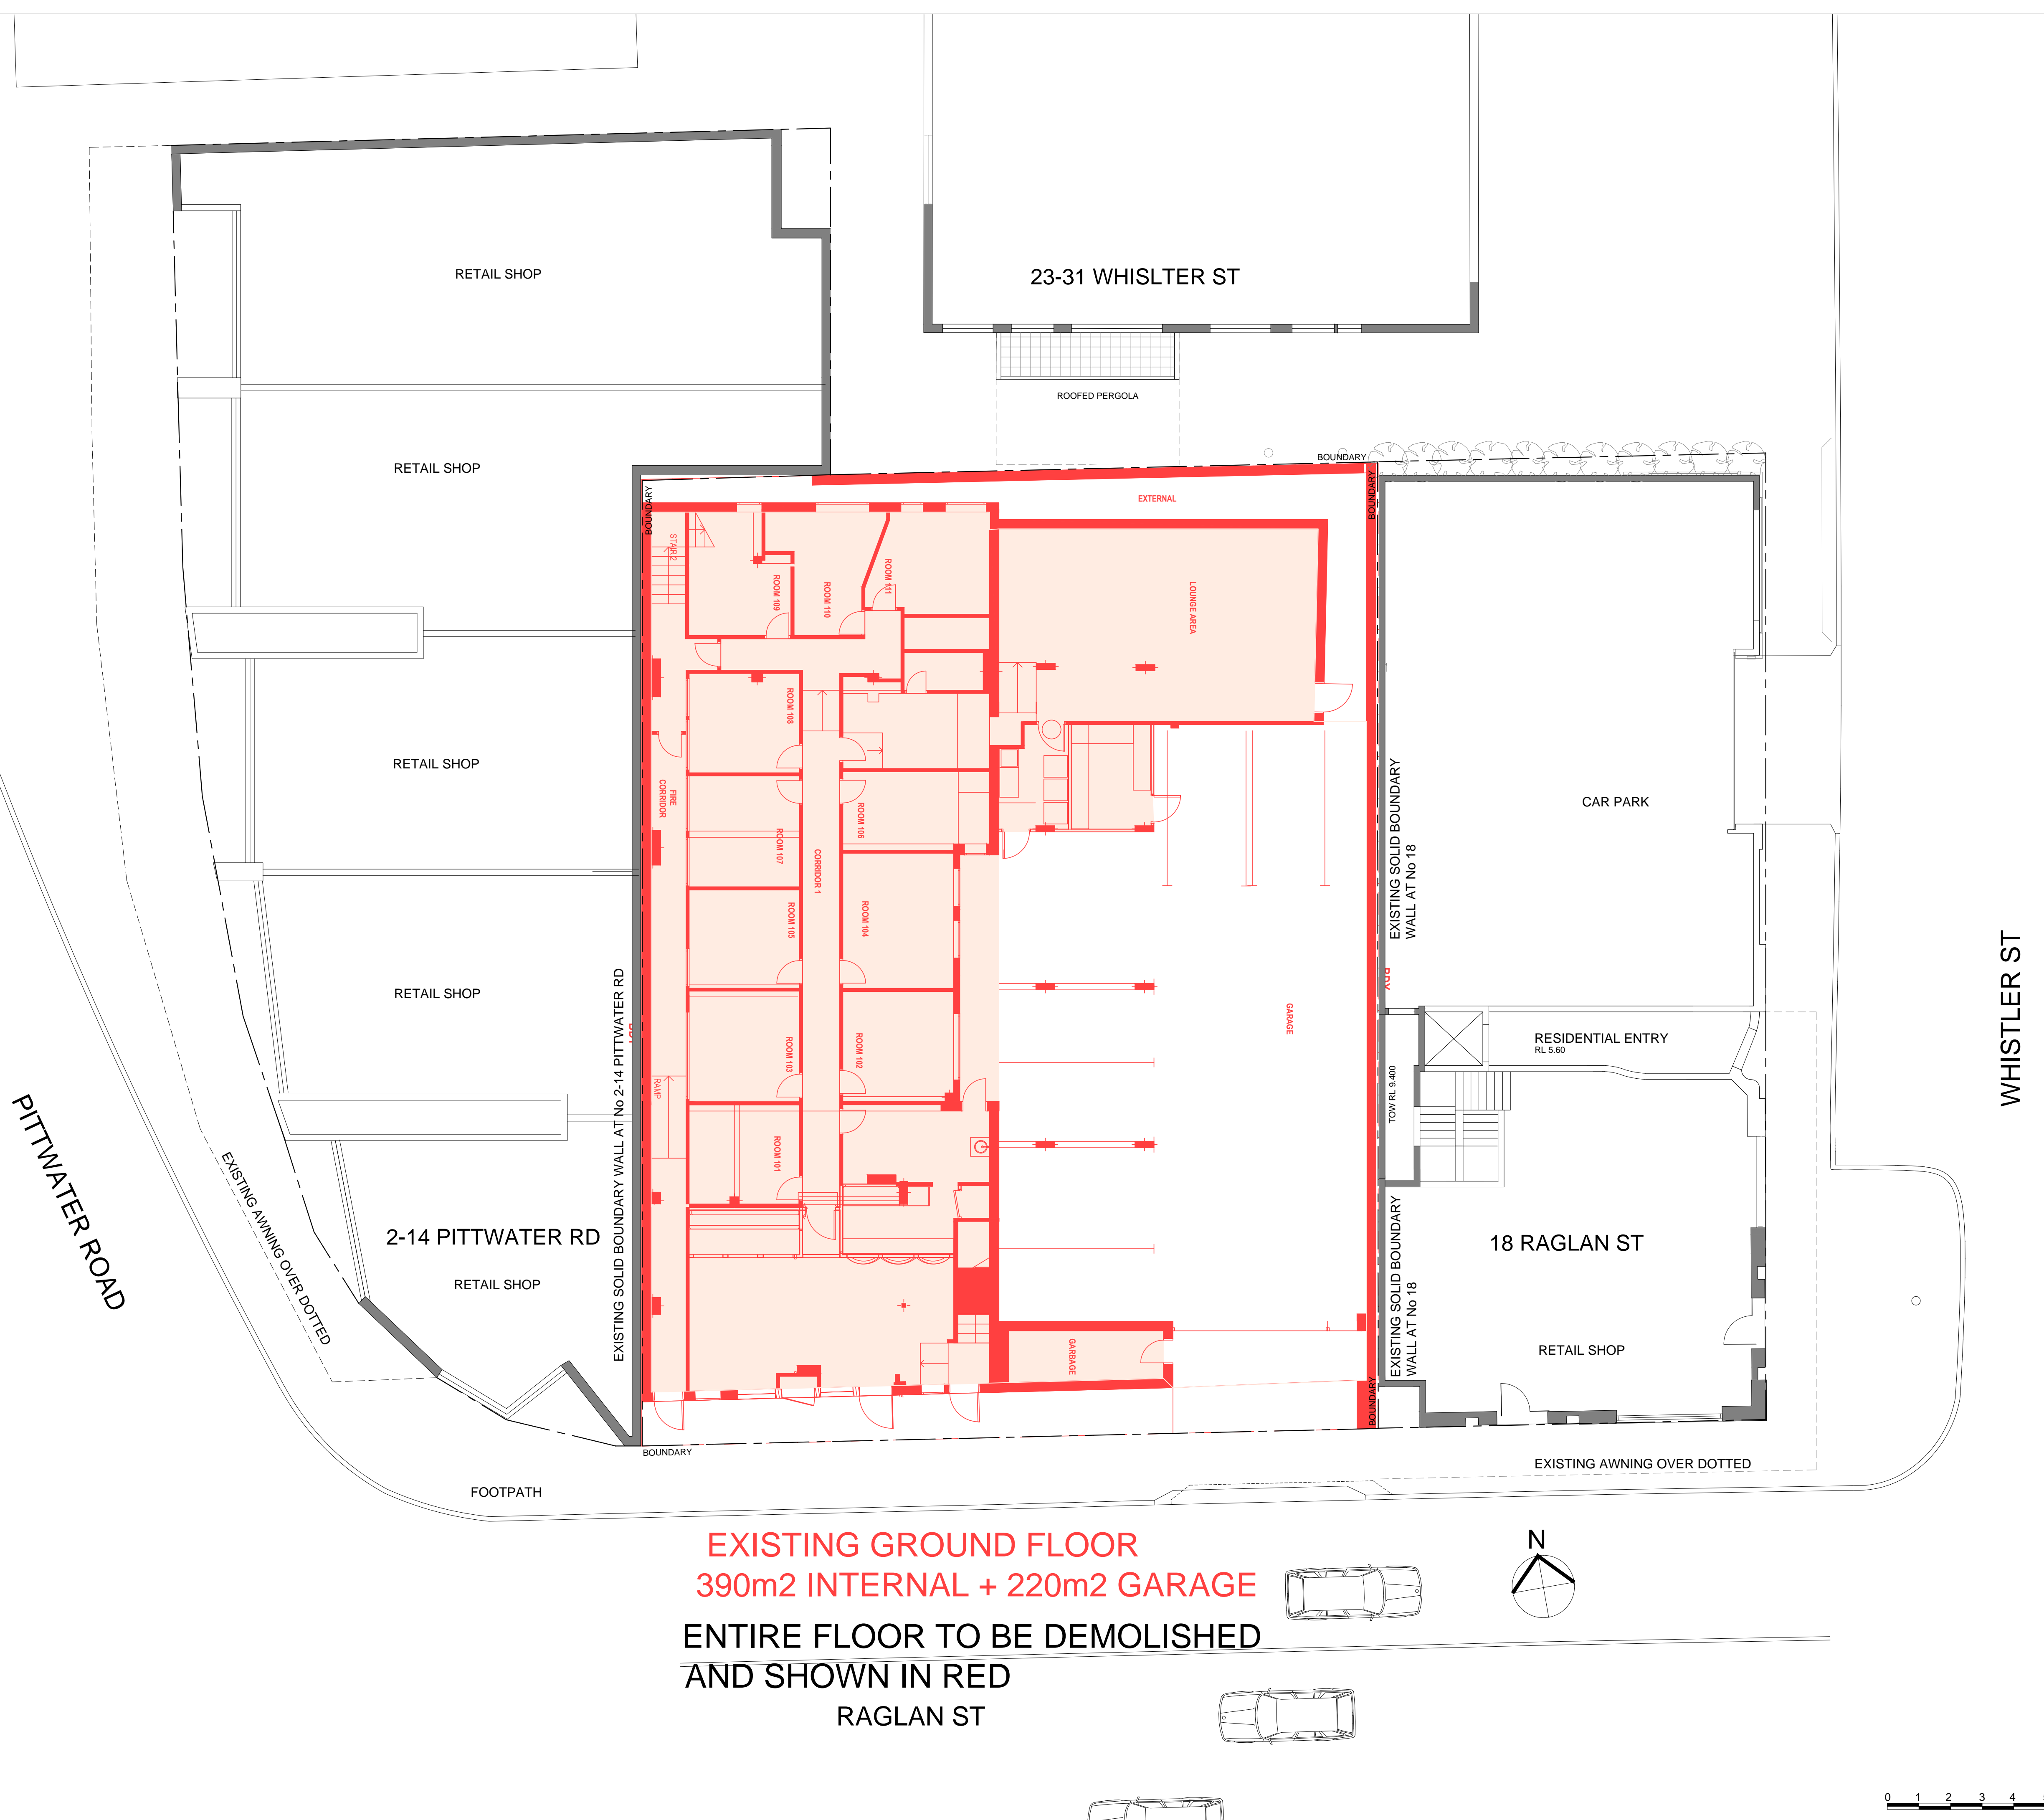 RETAIL SHOP
23-31 WHISLTER ST
ROOFED PERGOLA
RETAIL SHOP
BOUNDARY
BOUNDARY
BOUNDARY
EXTERNAL
STAIR 2
ROOM 109
ROOM 110
ROOM 111
LOUNGE AREA
ROOM 108
RETAIL SHOP
FIRE
CORRIDOR
ROOM 107
CORRIDOR 1
ROOM 106
EXISTING SOLID BOUNDARY
WALL AT No 18
CAR PARK
RETAIL SHOP
ROOM 105
ROOM 104
GARAGE
WHISTLER ST
ROOM 103
ROOM 102
RESIDENTIAL ENTRY
RL 5.60
TOW RL 9.400
RAMP
ROOM 101
PITTWATER ROAD
EXISTING AWNING OVER DOTTED
EXISTING SOLID BOUNDARY WALL AT No 2-14 PITTWATER RD
2-14 PITTWATER RD
RETAIL SHOP
GARBAGE
EXISTING SOLID BOUNDARY
WALL AT No 18
18 RAGLAN ST
RETAIL SHOP
BOUNDARY
BOUNDARY
EXISTING AWNING OVER DOTTED
FOOTPATH
EXISTING GROUND FLOOR
390m2 INTERNAL + 220m2 GARAGE
N
ENTIRE FLOOR TO BE DEMOLISHED
AND SHOWN IN RED
RAGLAN ST
0 1 2 3 4